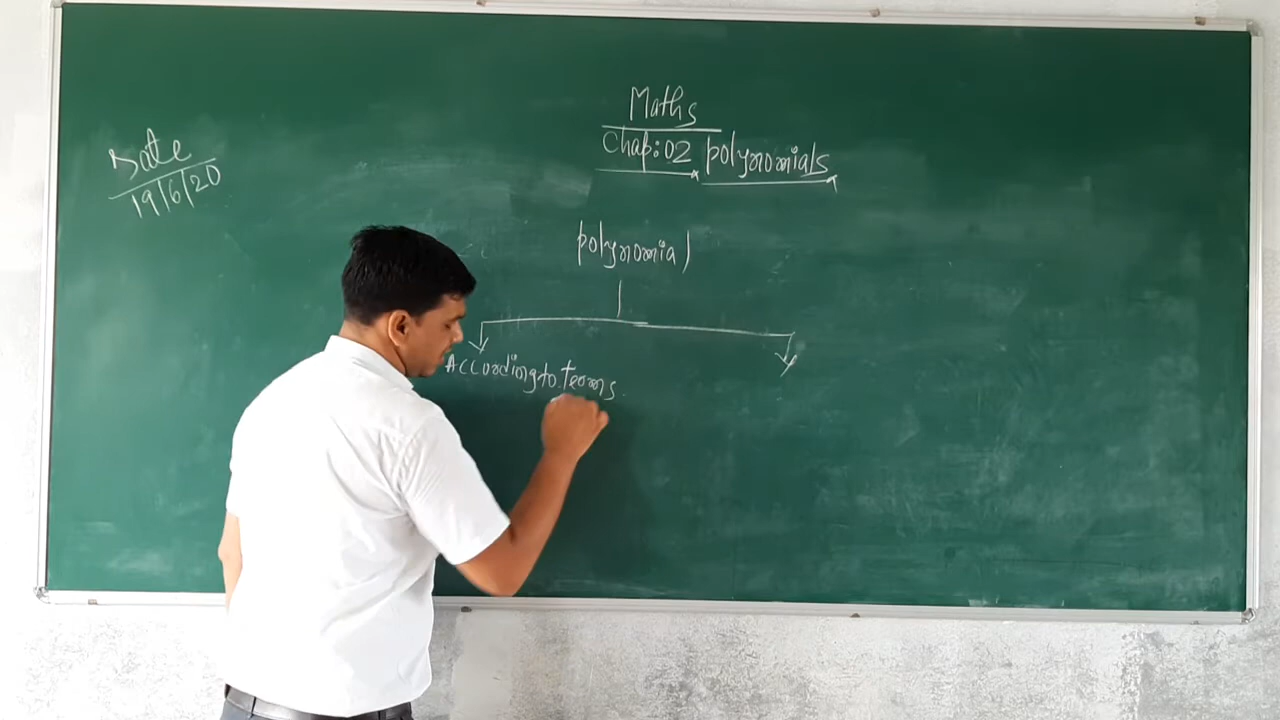 Maths
Chap:02 polynomials
Date
19/6/20
polynomial
According to terms